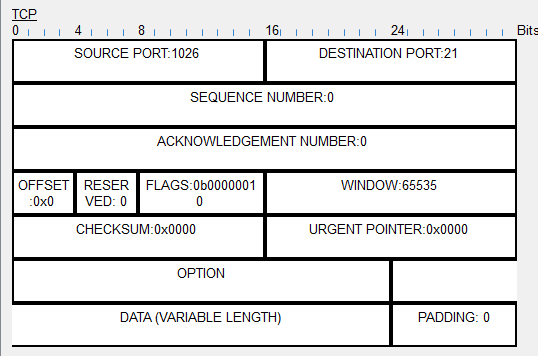 TCP
0 4 8 16 24 Bits
SOURCE PORT:1026 DESTINATION PORT:21
SEQUENCE NUMBER:0
ACKNOWLEDGEMENT NUMBER:0
OFFSET RESER FLAGS:0b0000001 WINDOW:65535
:0x0 VED: 0 0
CHECKSUM:0x0000 URGENT POINTER:0x0000
OPTION
DATA (VARIABLE LENGTH) PADDING: 0